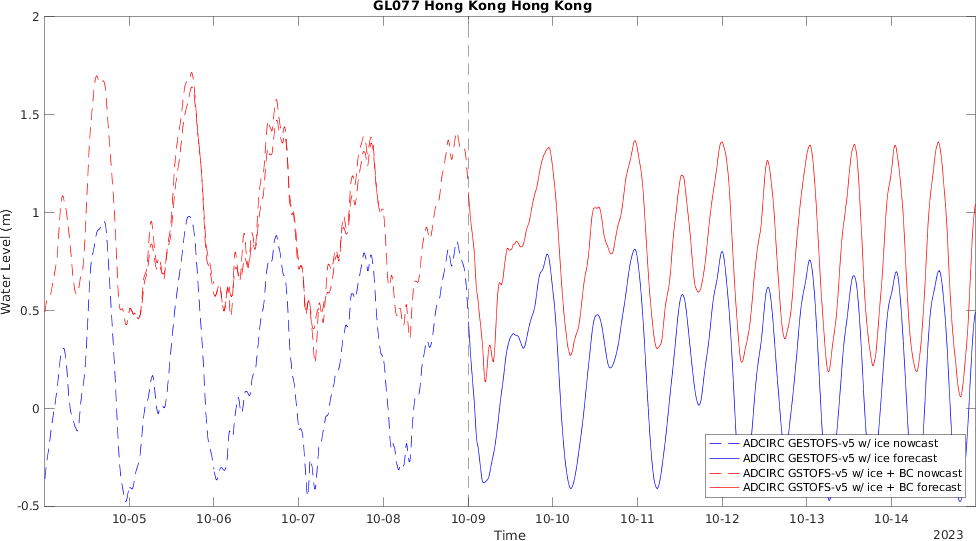 GL077 Hong Kong Hong Kong
Water Level (m)
2
1.5
1
0.5
0
-0.5
ADCIRC GESTOFS-v5 w/ ice nowcast
ADCIRC GESTOFS-v5 w/ ice forecast
ADCIRC GSTOFS-v5 w/ ice + BC nowcast
ADCIRC GSTOFS-v5 w/ ice + BC forecast
10-05 10-06 10-07 10-08 10-09 10-10 10-11 10-12 10-13 10-14
Time
2023